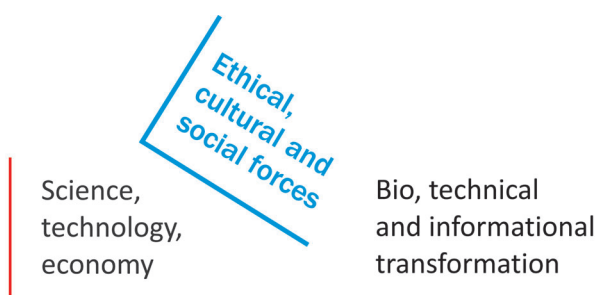 Ethical,
cultural and
social forces
Science,
technology,
economy
Bio, technical
and informational
transformation